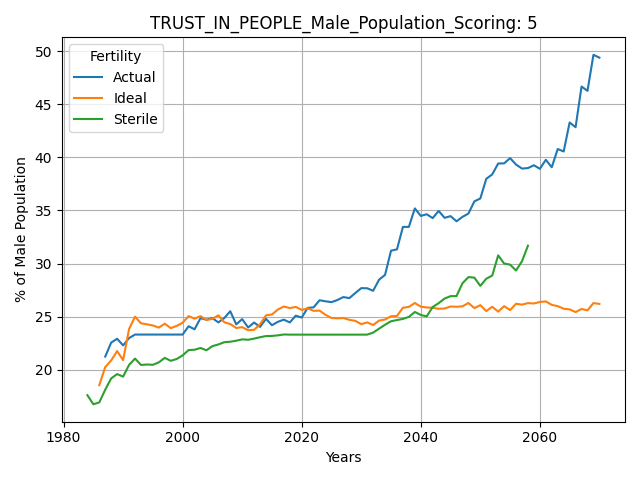 TRUST_IN_PEOPLE_Male_Population_Scoring: 5
50
45
40
35
30
25
20
% of Male Population
Fertility
Actual
Ideal
Sterile
1980
2000
2020
2040
2060
Years